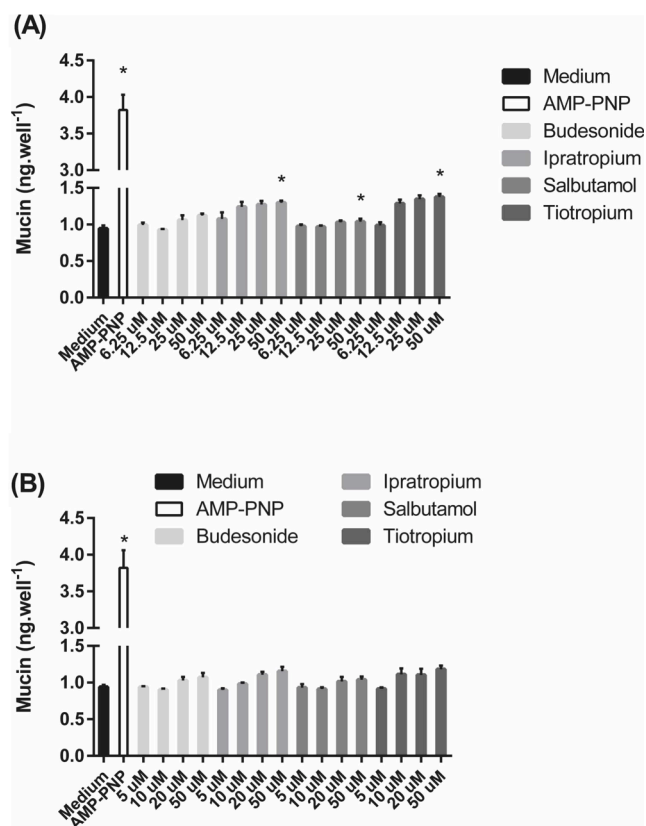 (A)
Mucin (ng.well-1)
4.5
4.0
3.5
3.0
1.5
1.0
0.5
0.0
*
*
*
*
Medium
AMP-PNP
6.25 uM
12.5 uM
25 uM
50 uM
6.25 uM
12.5 uM
25 uM
50 uM
6.25 uM
12.5 uM
25 uM
50 uM
6.25 uM
12.5 uM
25 uM
50 uM
Medium
AMP-PNP
Budesonide
Ipratropium
Salbutamol
Tiotropium
(B)
Medium
AMP-PNP
Budesonide
Ipratropium
Salbutamol
Tiotropium
Mucin (ng.well-1)
4.5
4.0
3.5
3.0
1.5
1.0
0.5
0.0
*
Medium
AMP-PNP
5 uM
10 uM
20 uM
50 uM
5 uM
10 uM
20 uM
50 uM
5 uM
10 uM
20 uM
50 uM
5 uM
10 uM
20 uM
50 uM